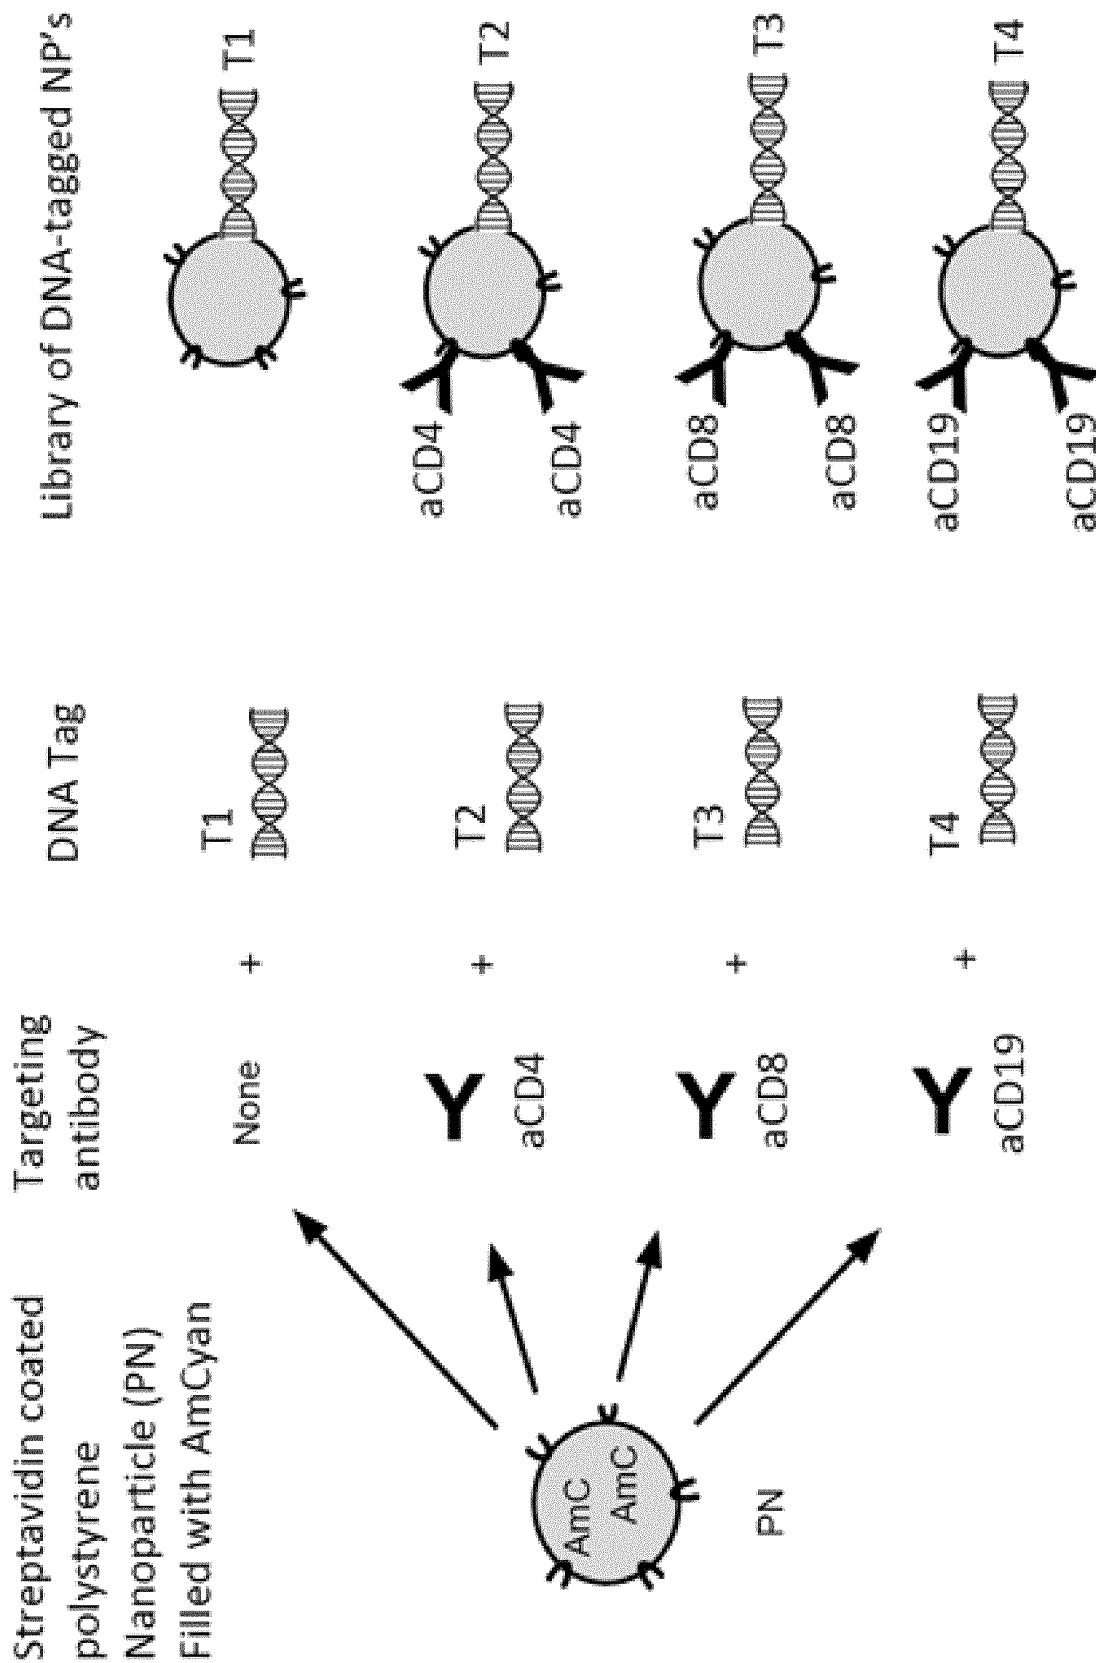 Streptavidin coated
polystyrene
Nanoparticle (PN)
Filled with AmCyan
Targeting
antibody
DNA Tag
Library of DNA-tagged NP's
AmC
AmC
PN
None
+
T1
T1
aCD4
+
T2
aCD4
aCD4
T2
aCD8
+
T3
aCD8
aCD8
T3
aCD19
+
T4
aCD19
aCD19
T4